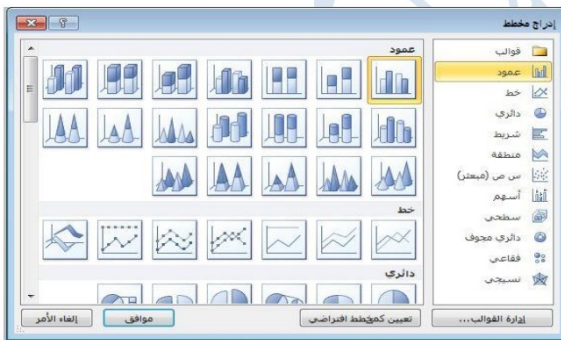 إدراج مخطط
قوالب
عمود
خط
دائري
شريط
منطقة
س ص (مبعثر)
أسهم
سطحي
دائري مجوف
فقاعي
نسيجي
عمود
خط
دائري
إدارة القوالب...
تعيين كمخطط افتراضي
موافق
إلغاء الأمر